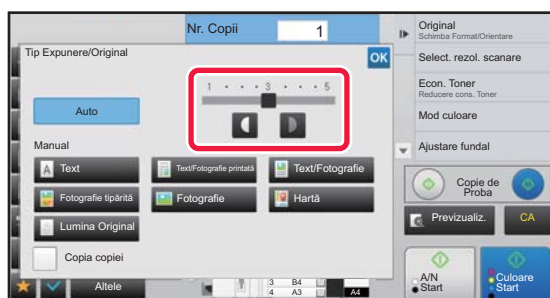 Nr. Copii
1
Tip Expunere/Original
OK
1 · · · 3 · · · 5
Auto
Manual
A Text
Text/Fotografie printată
Text/Fotografie
Fotografie tipărită
Fotografie
Hartă
Lumina Original
Copia copiei
Altele
3 B4
4 A3
A4
Original
Schimba Format/Orientare
Select. rezol. scanare
Econ. Toner
Reducere cons. Toner
Mod culoare
Ajustare fundal
Copie de
Proba
Previzualiz.
CA
A/N
Start
Culoare
Start